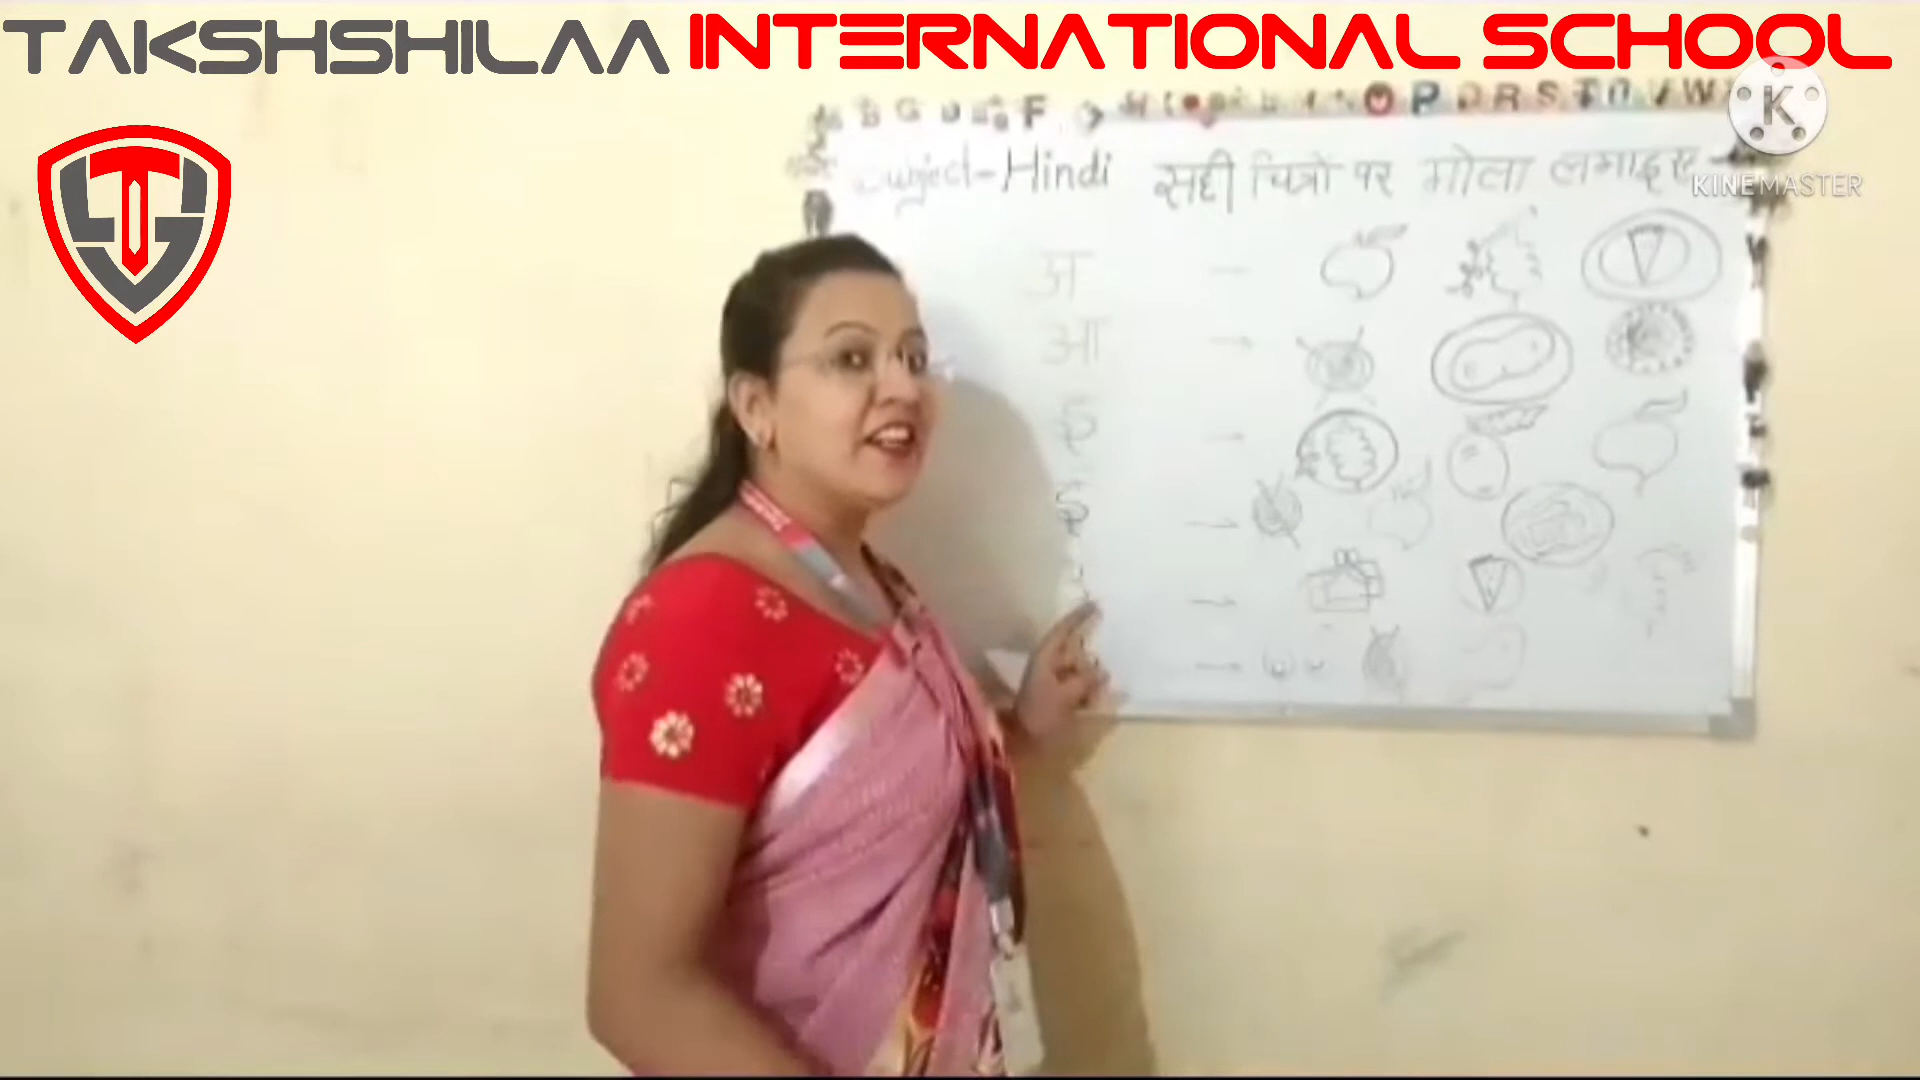 TAKSHSHILAA INTERNATIONAL SCHOOL
F O P Q R S T U V W
K
KINEMASTER
Subject-Hindi सही चित्रों पर गोला लगाइए
अ
आ
इ
ई